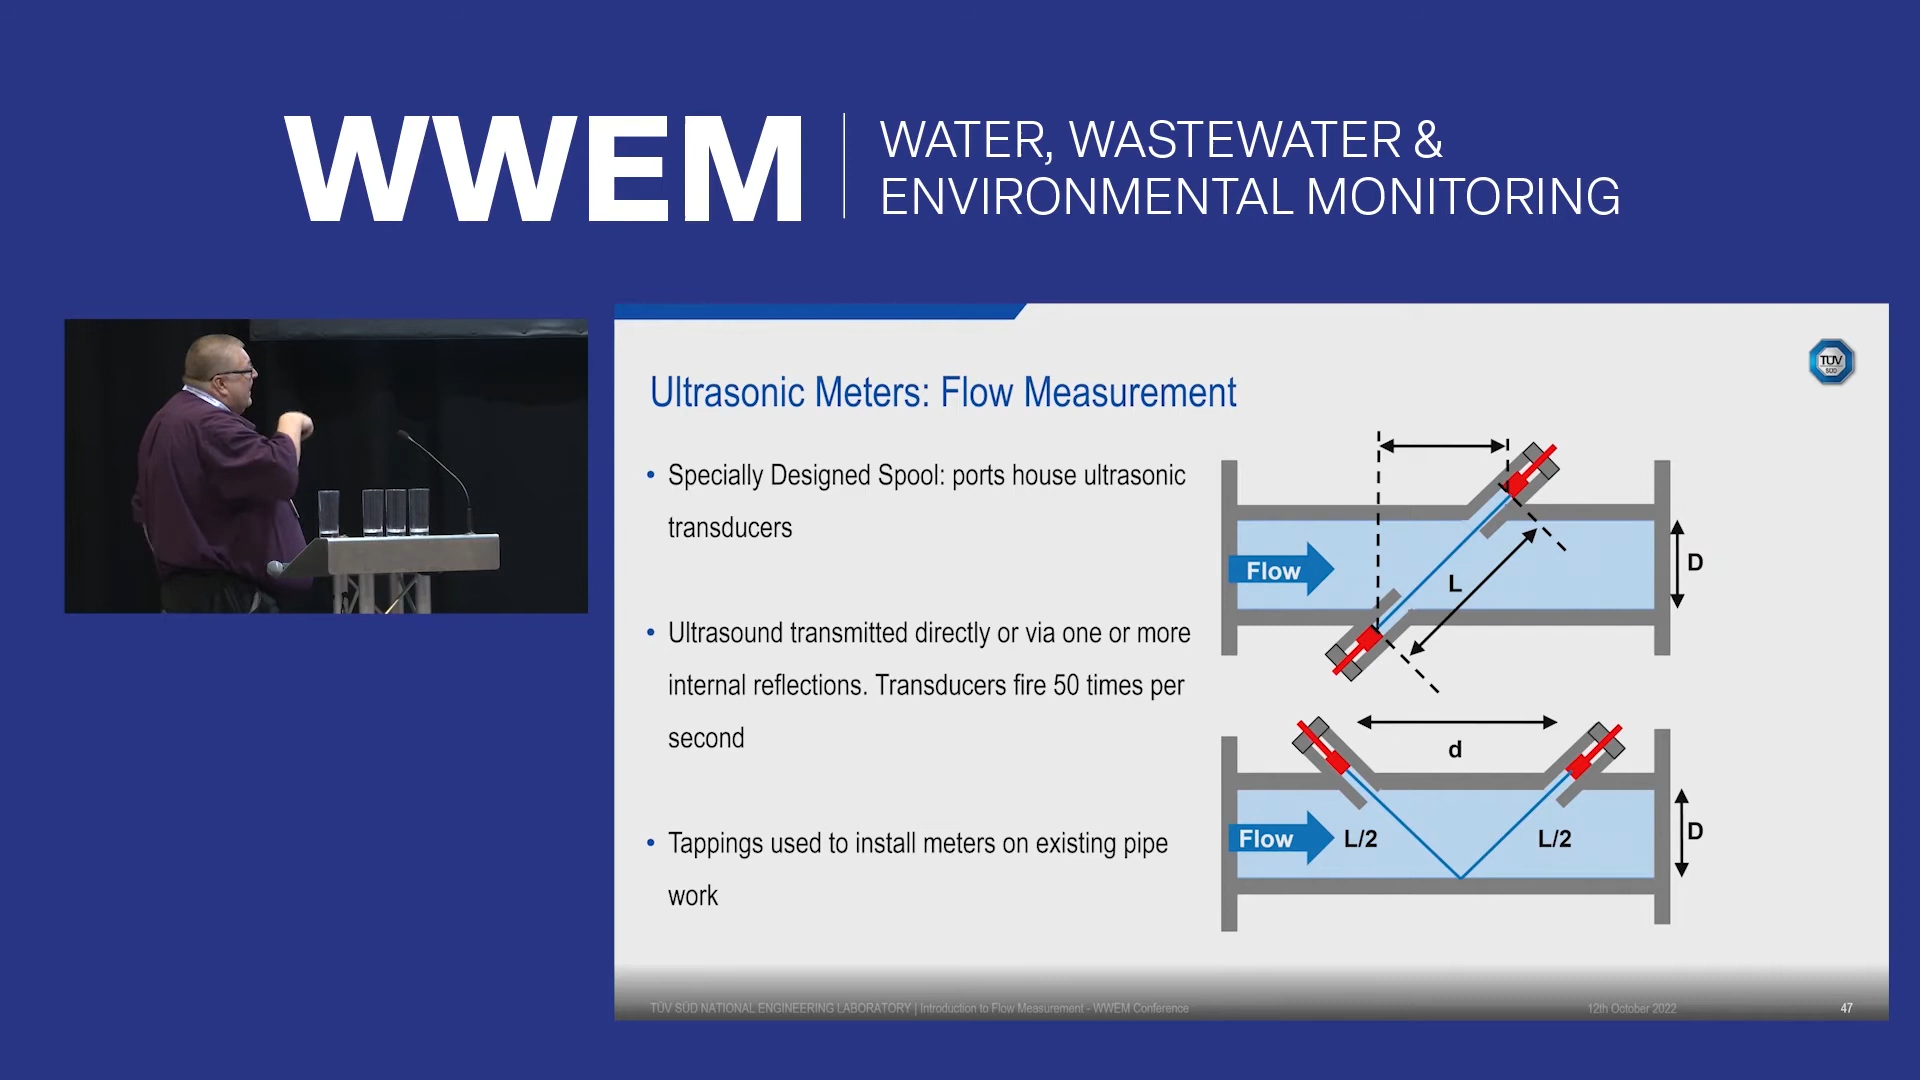 WWEM
WATER, WASTEWATER &
ENVIRONMENTAL MONITORING
TÜV
SÜD
Ultrasonic Meters: Flow Measurement
• Specially Designed Spool: ports house ultrasonic
transducers
• Ultrasound transmitted directly or via one or more
internal reflections. Transducers fire 50 times per
second
• Tappings used to install meters on existing pipe
work
Flow
L
D
d
Flow
L/2
L/2
D
TÜV SÜD NATIONAL ENGINEERING LABORATORY | Introduction to Flow Measurement - WWEM Conference
12th October 2022
47